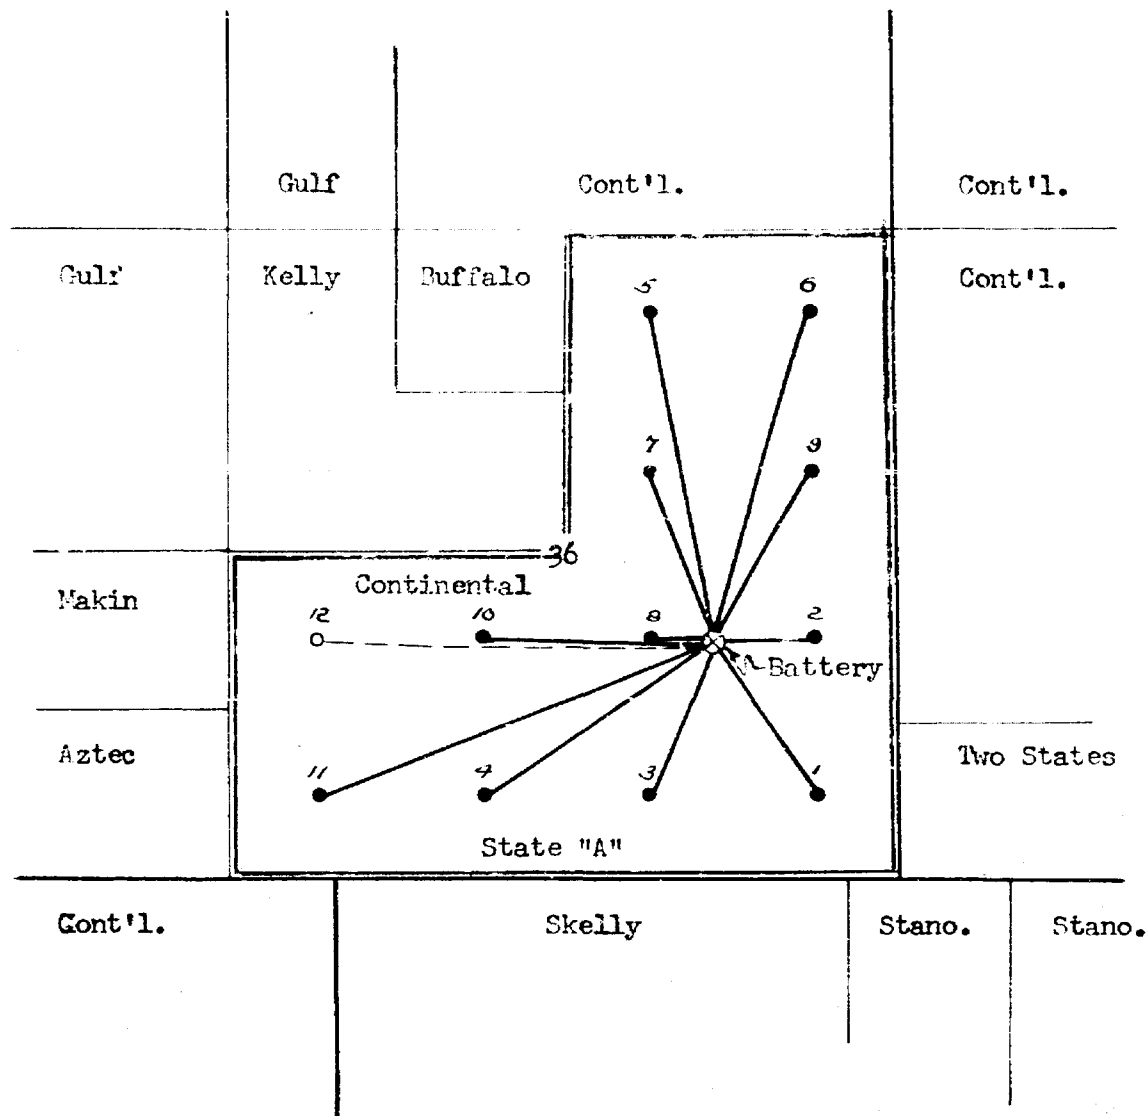 Gulf Cont'l. Cont'l.
Gulf Kelly Buffalo Cont'l.
5 6
7 9
36
Continental
Makin
12 10 8 2
Battery
Aztec Two States
11 4 3 1
State "A"
Cont'l. Skelly Stano. Stano.